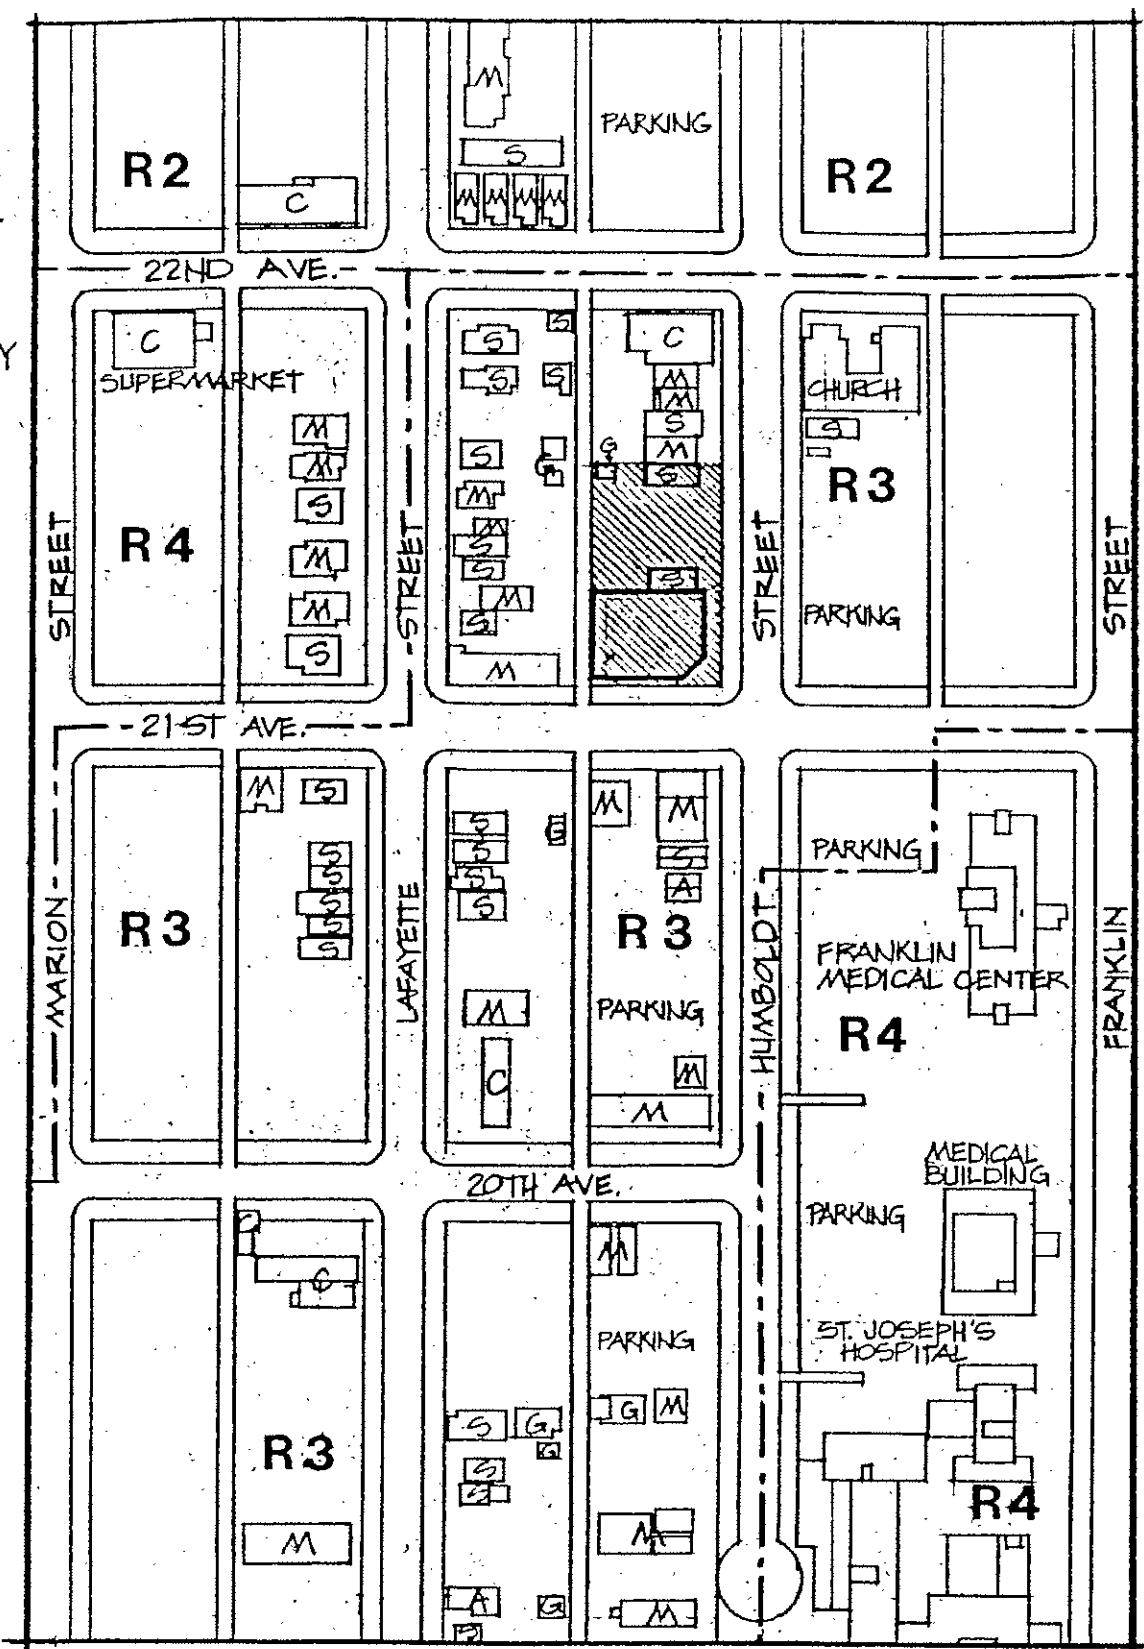 M
PARKING
S
R2
R2
C
M M M M
22ND AVE.
Y
C
SUPERMARKET
S
S
C
S
S
M
M
CHURCH
S
S
M
M
G
M
S
G
S
R3
S
M
R4
M
S
S
M
S
M
PARKING
M
S
S
M
STREET
STREET
STREET
STREET
21ST AVE.
M
S
M
M
S
G
S
S
PARKING
S
S
S
A
S
S
S
S
R3
R3
FRANKLIN
MEDICAL CENTER
MARION
LAFAYETTE
HUMBOLDT
FRANKLIN
M
PARKING
R4
C
M
M
MEDICAL
BUILDING
20TH AVE.
PARKING
C
M
C
PARKING
ST. JOSEPH'S
HOSPITAL
S
G
G
M
G
S
R3
S
R4
M
M
A
G
M
S